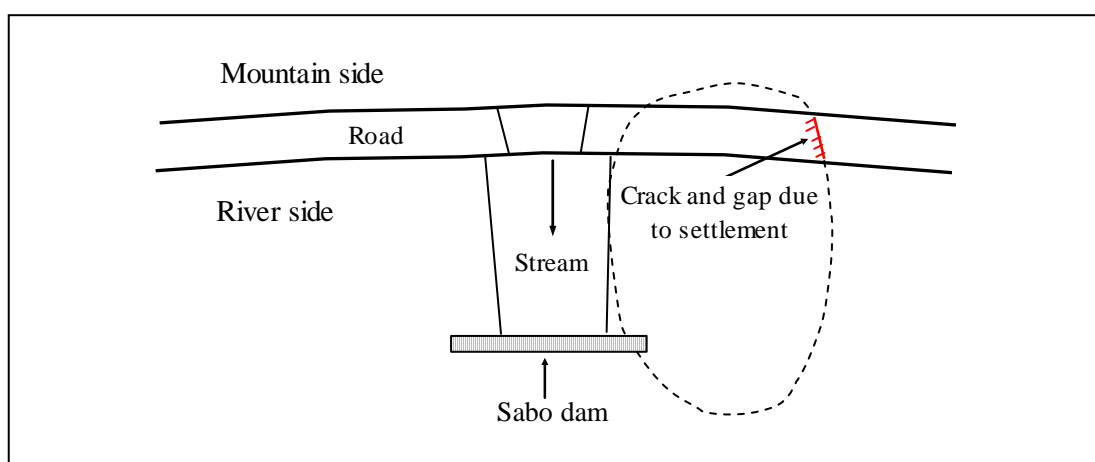 Mountain side
Road
River side
Crack and gap due
to settlement
Stream
Sabo dam